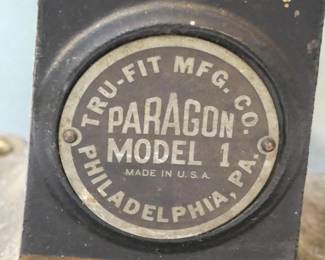 TRU-FIT MFG. CO.
PARAGON
MODEL 1
MADE IN U.S.A.
PHILADELPHIA, PA.